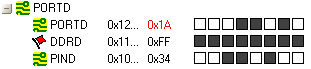 PORTD
PORTD 0x12... 0x1A
DDRD 0x11... 0xFF
PIND 0x10... 0x34